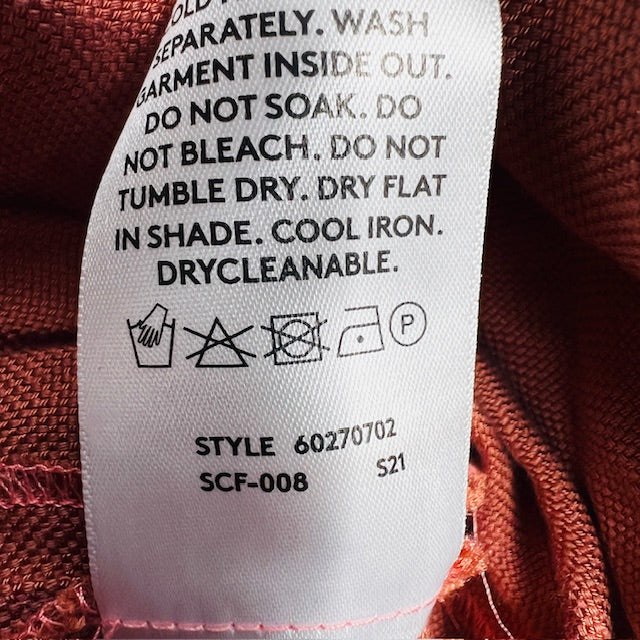 SEPARATELY. WASH
GARMENT INSIDE OUT.
DO NOT SOAK. DO
NOT BLEACH. DO NOT
TUMBLE DRY. DRY FLAT
IN SHADE. COOL IRON.
DRYCLEANABLE.
P
STYLE 60270702
SCF-008 S21